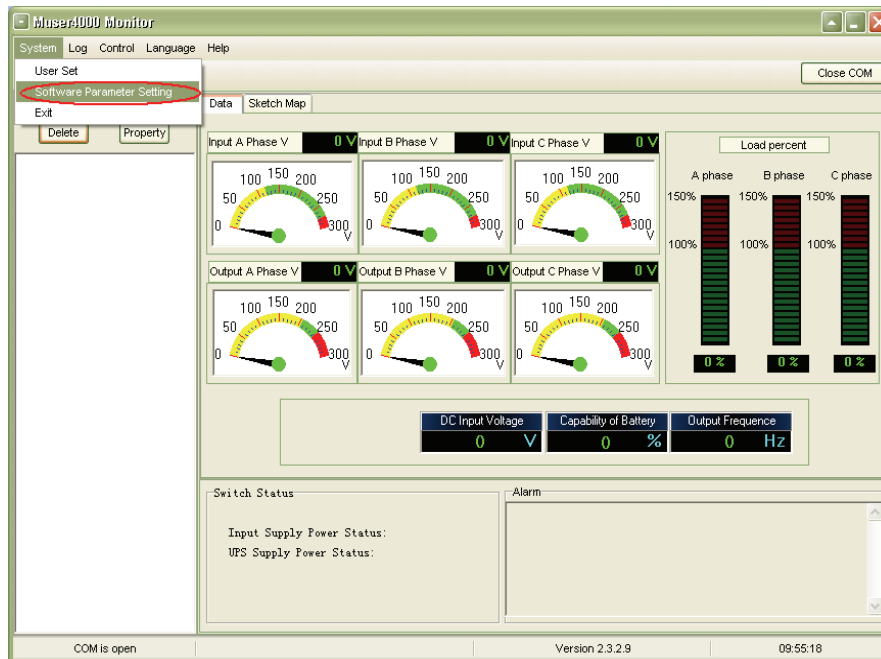 Muser4000 Monitor
System Log Control Language Help
User Set
Software Parameter Setting
Exit
Close COM
Delete Property
Data Sketch Map
Input A Phase V 0 V Input B Phase V 0 V Input C Phase V 0 V
0 50 100 150 200 250 300 V
0 50 100 150 200 250 300 V
0 50 100 150 200 250 300 V
Output A Phase V 0 V Output B Phase V 0 V Output C Phase V 0 V
0 50 100 150 200 250 300 V
0 50 100 150 200 250 300 V
0 50 100 150 200 250 300 V
Load percent
A phase B phase C phase
150% 150% 150%
100% 100% 100%
0 % 0 % 0 %
DC Input Voltage Capability of Battery Output Frequence
0 V 0 % 0 Hz
Switch Status
Input Supply Power Status:
UPS Supply Power Status:
Alarm
COM is open Version 2.3.2.9 09:55:18